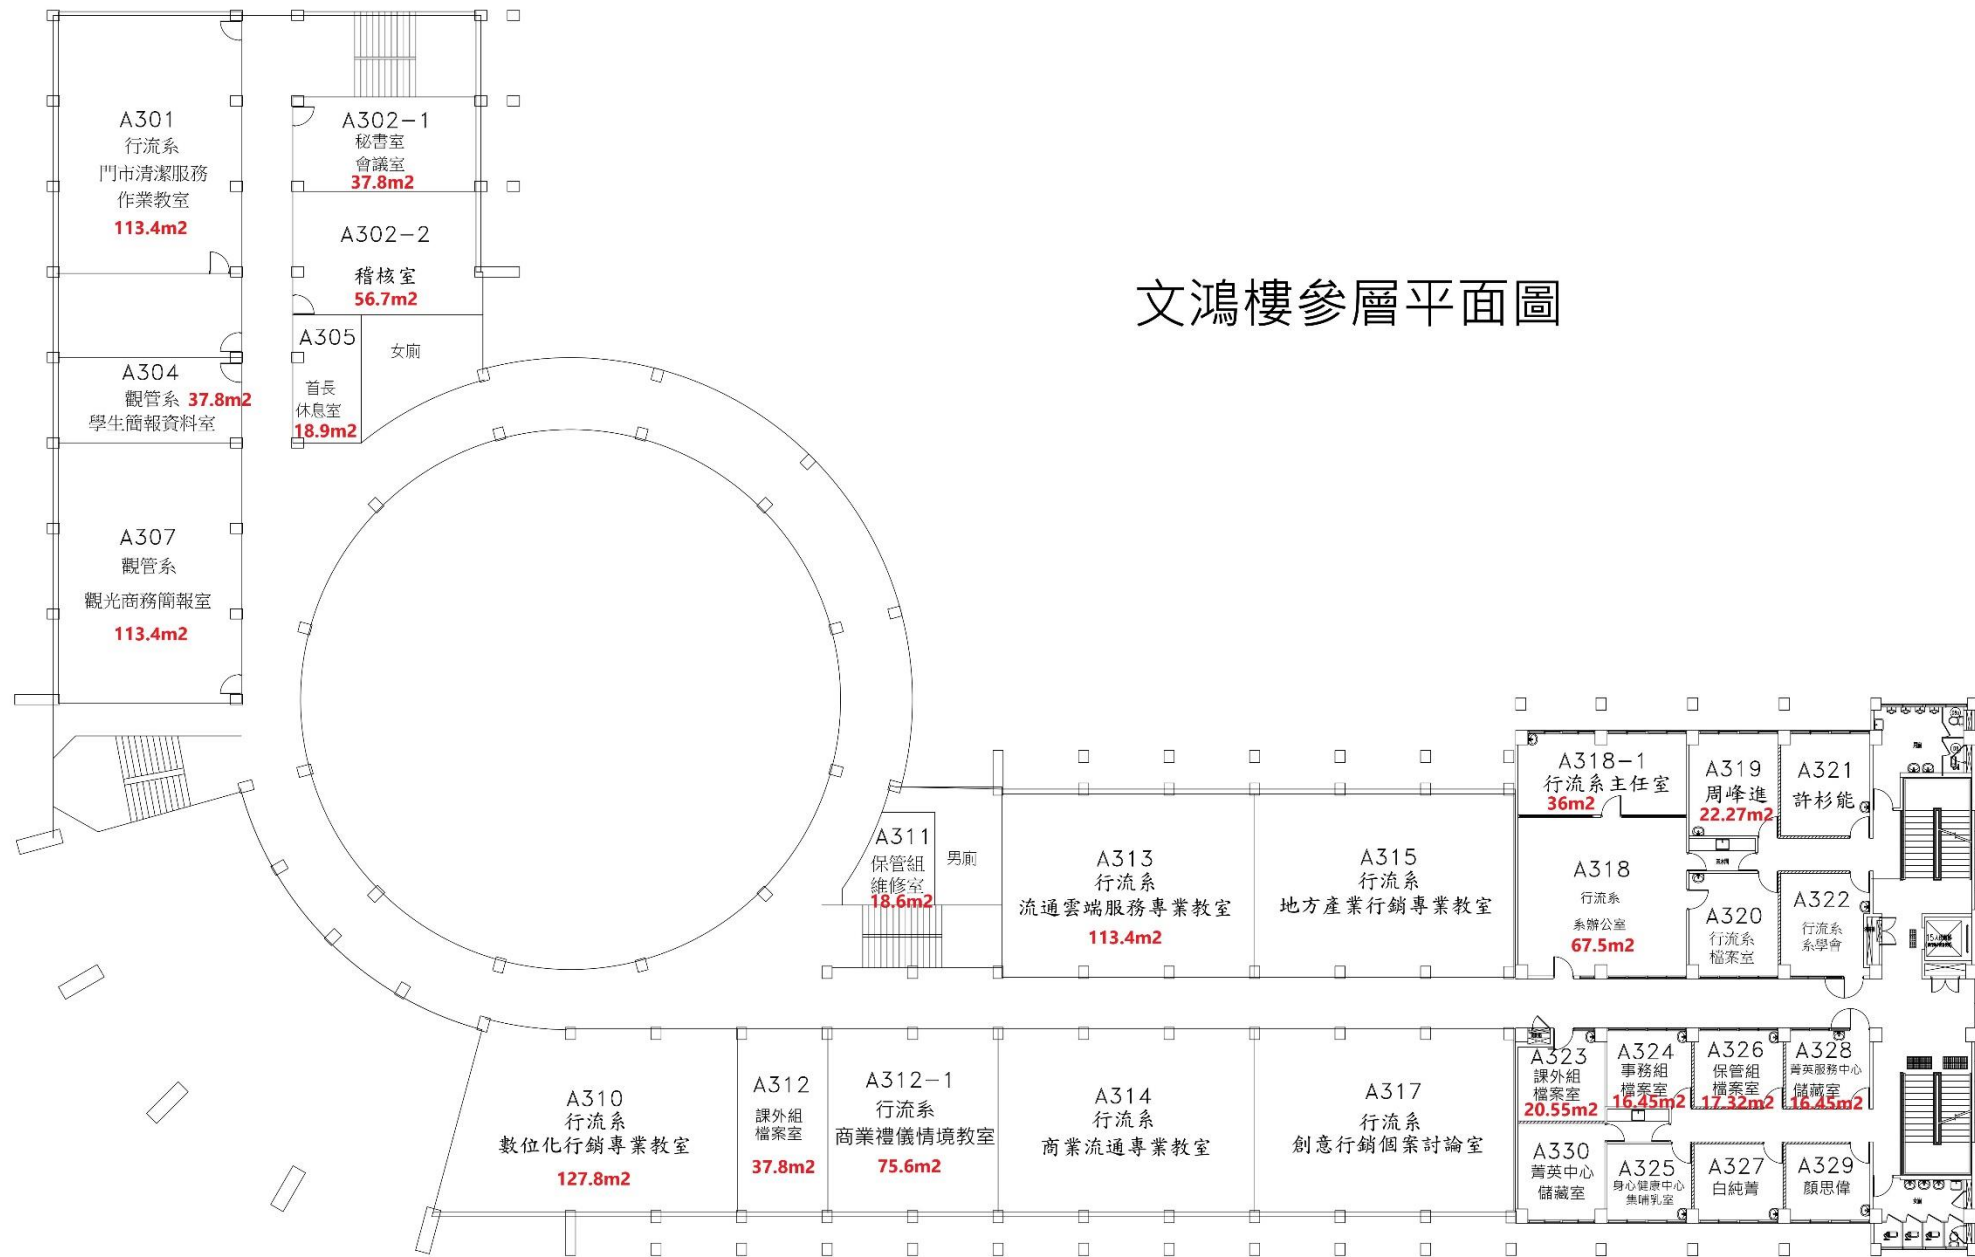 文鴻樓參層平面圖
A301
行流系
門市清潔服務
作業教室
113.4m2
A302-1
秘書室
會議室
37.8m2
A302-2
稽核室
56.7m2
A305
首長
休息室
18.9m2
女廁
A304
觀管系 37.8m2
學生簡報資料室
A307
觀管系
觀光商務簡報室
113.4m2
A311
保管組
維修室
18.6m2
男廁
A313
行流系
流通雲端服務專業教室
113.4m2
A315
行流系
地方產業行銷專業教室
A318-1
行流系主任室
36m2
A318
行流系
系辦公室
67.5m2
A319
周峰進
22.27m2
A321
許杉能
A320
行流系
檔案室
A322
行流系
系學會
A310
行流系
數位化行銷專業教室
127.8m2
A312
課外組
檔案室
37.8m2
A312-1
行流系
商業禮儀情境教室
75.6m2
A314
行流系
商業流通專業教室
A317
行流系
創意行銷個案討論室
A323
課外組
檔案室
20.55m2
A324
事務組
檔案室
16.45m2
A326
保管組
檔案室
17.32m2
A328
菁英服務中心
儲藏室
16.45m2
A330
菁英中心
儲藏室
A325
身心健康中心
集哺乳室
A327
白純菁
A329
顏思偉